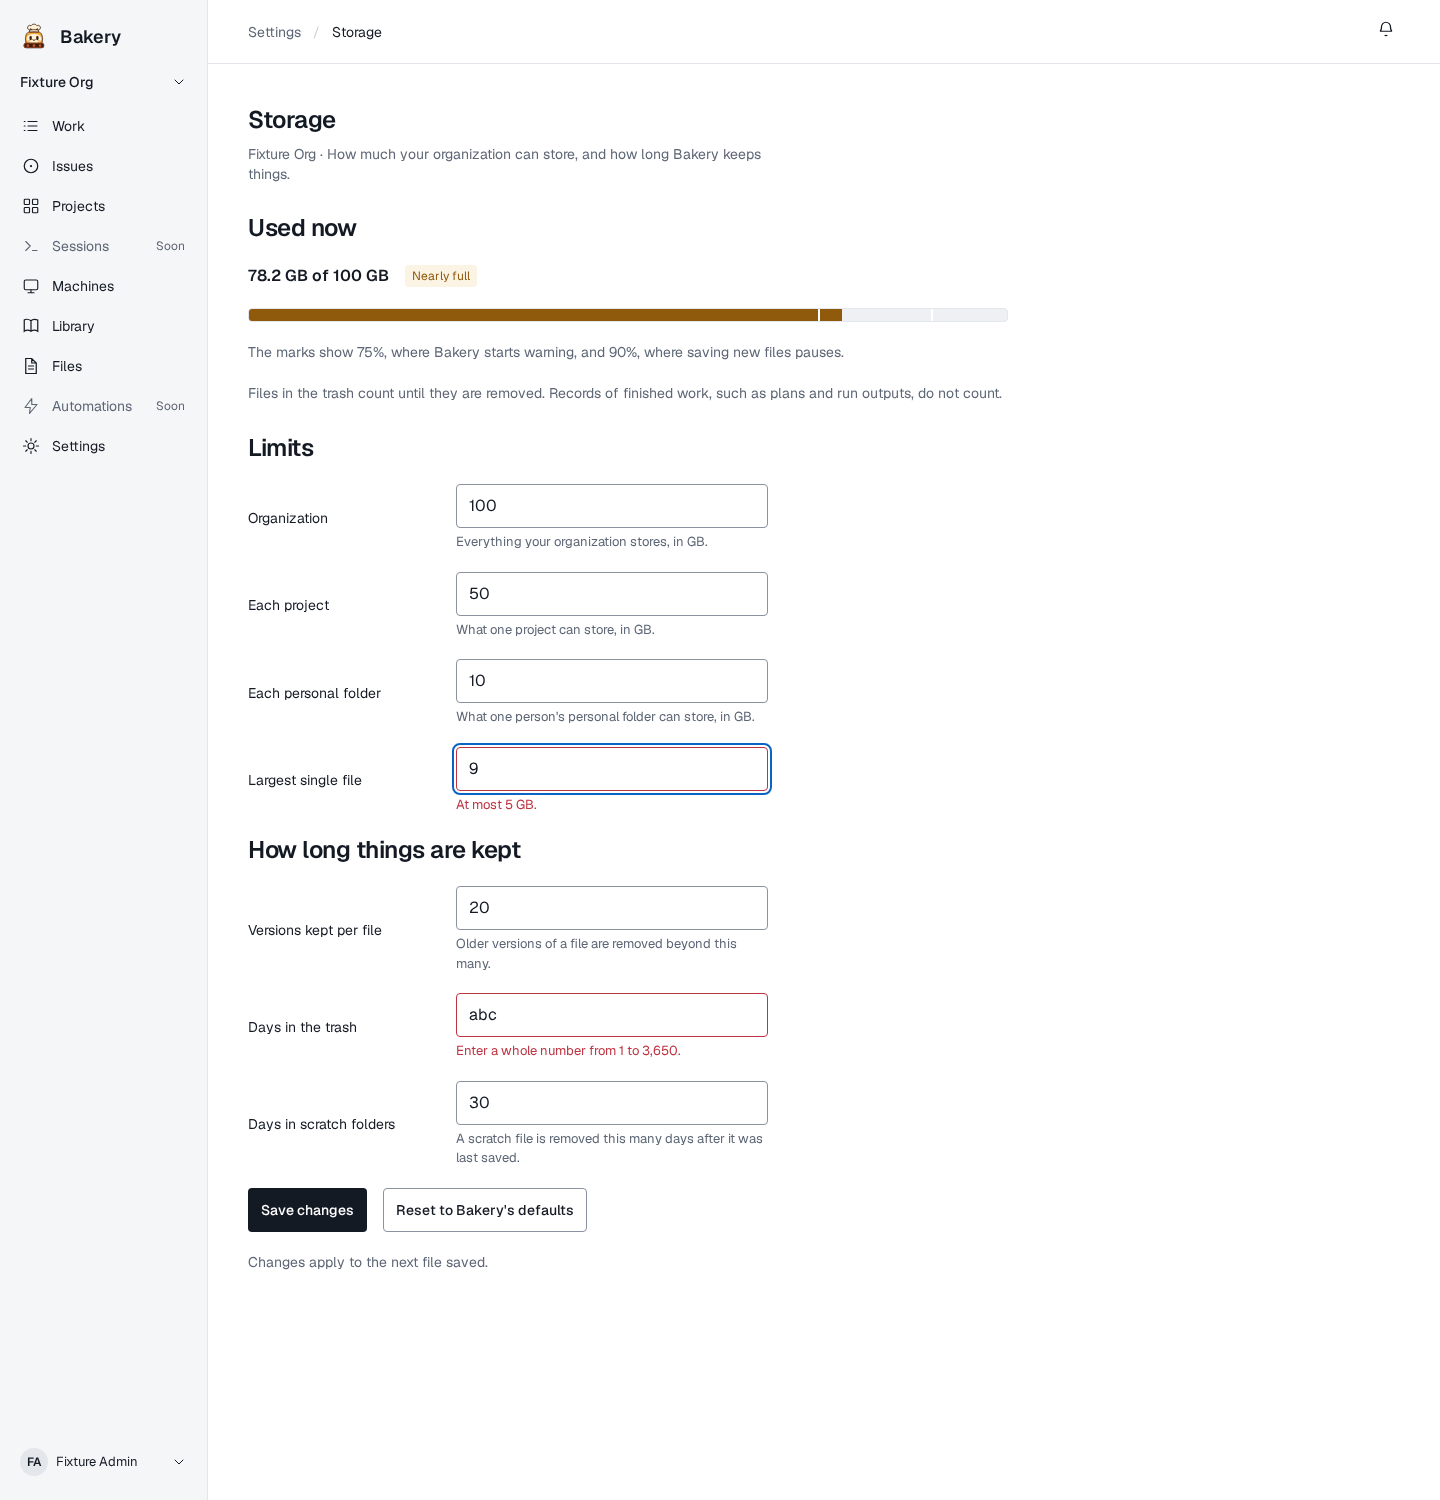 Bakery
Fixture Org
Work
Issues
Projects
Sessions Soon
Machines
Library
Files
Automations Soon
Settings
FA Fixture Admin
Settings / Storage
Storage
Fixture Org · How much your organization can store, and how long Bakery keeps
things.
Used now
78.2 GB of 100 GB Nearly full
The marks show 75%, where Bakery starts warning, and 90%, where saving new files pauses.
Files in the trash count until they are removed. Records of finished work, such as plans and run outputs, do not count.
Limits
Organization 100
Everything your organization stores, in GB.
Each project 50
What one project can store, in GB.
Each personal folder 10
What one person's personal folder can store, in GB.
Largest single file 9
At most 5 GB.
How long things are kept
Versions kept per file 20
Older versions of a file are removed beyond this
many.
Days in the trash abc
Enter a whole number from 1 to 3,650.
Days in scratch folders 30
A scratch file is removed this many days after it was
last saved.
Save changes Reset to Bakery's defaults
Changes apply to the next file saved.